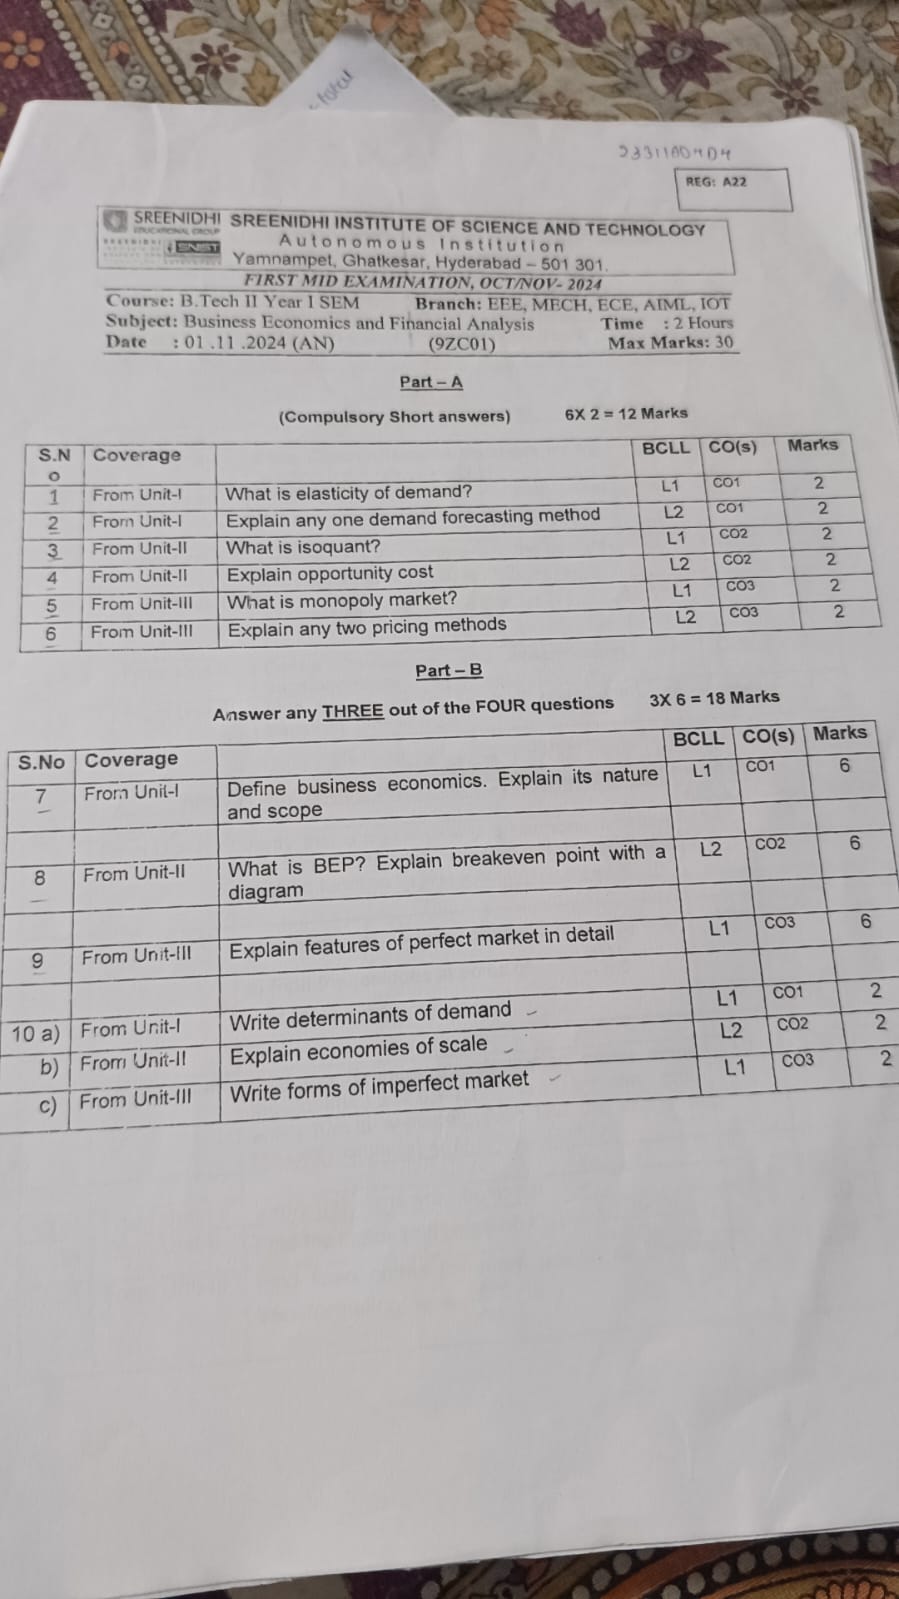 total
23311A04D4
REG: A22
SREENIDHI
EDUCATIONAL GROUP
SNIST
SREENIDHI INSTITUTE OF SCIENCE AND TECHNOLOGY
Autonomous Institution
Yamnampet, Ghatkesar, Hyderabad – 501 301.
FIRST MID EXAMINATION, OCT/NOV- 2024
Course: B.Tech II Year I SEM Branch: EEE, MECH, ECE, AIML, IOT
Subject: Business Economics and Financial Analysis Time : 2 Hours
Date : 01 .11 .2024 (AN) (9ZC01) Max Marks: 30
Part – A
(Compulsory Short answers) 6X 2 = 12 Marks
S.No Coverage BCLL CO(s) Marks
1 From Unit-I What is elasticity of demand? L1 CO1 2
2 From Unit-I Explain any one demand forecasting method L2 CO1 2
3 From Unit-II What is isoquant? L1 CO2 2
4 From Unit-II Explain opportunity cost L2 CO2 2
5 From Unit-III What is monopoly market? L1 CO3 2
6 From Unit-III Explain any two pricing methods L2 CO3 2
Part – B
Answer any THREE out of the FOUR questions 3X 6 = 18 Marks
S.No Coverage BCLL CO(s) Marks
7 From Unit-I Define business economics. Explain its nature L1 CO1 6
and scope
8 From Unit-II What is BEP? Explain breakeven point with a L2 CO2 6
diagram
9 From Unit-III Explain features of perfect market in detail L1 CO3 6
10 a) From Unit-I Write determinants of demand L1 CO1 2
b) From Unit-II Explain economies of scale L2 CO2 2
c) From Unit-III Write forms of imperfect market L1 CO3 2